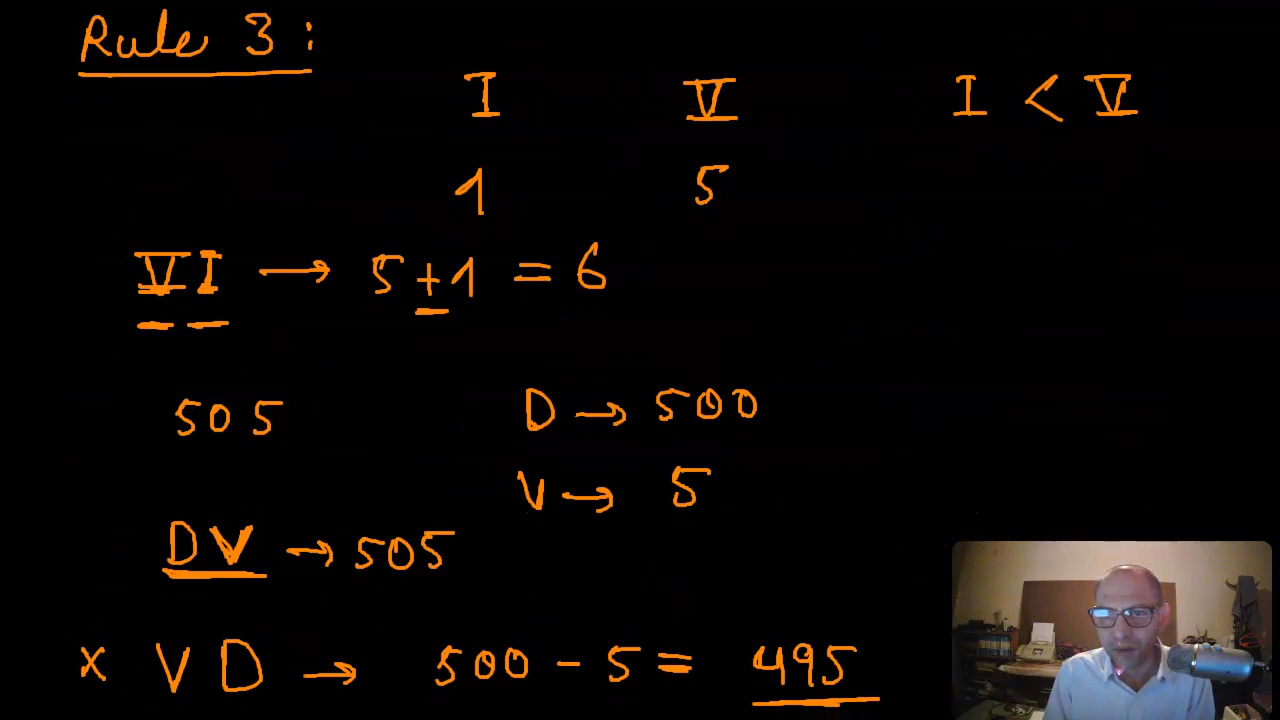 Rule 3 :
I V I < V
1 5
VI → 5 + 1 = 6
505 D → 500
V → 5
DV → 505
x V D → 500 - 5 = 495